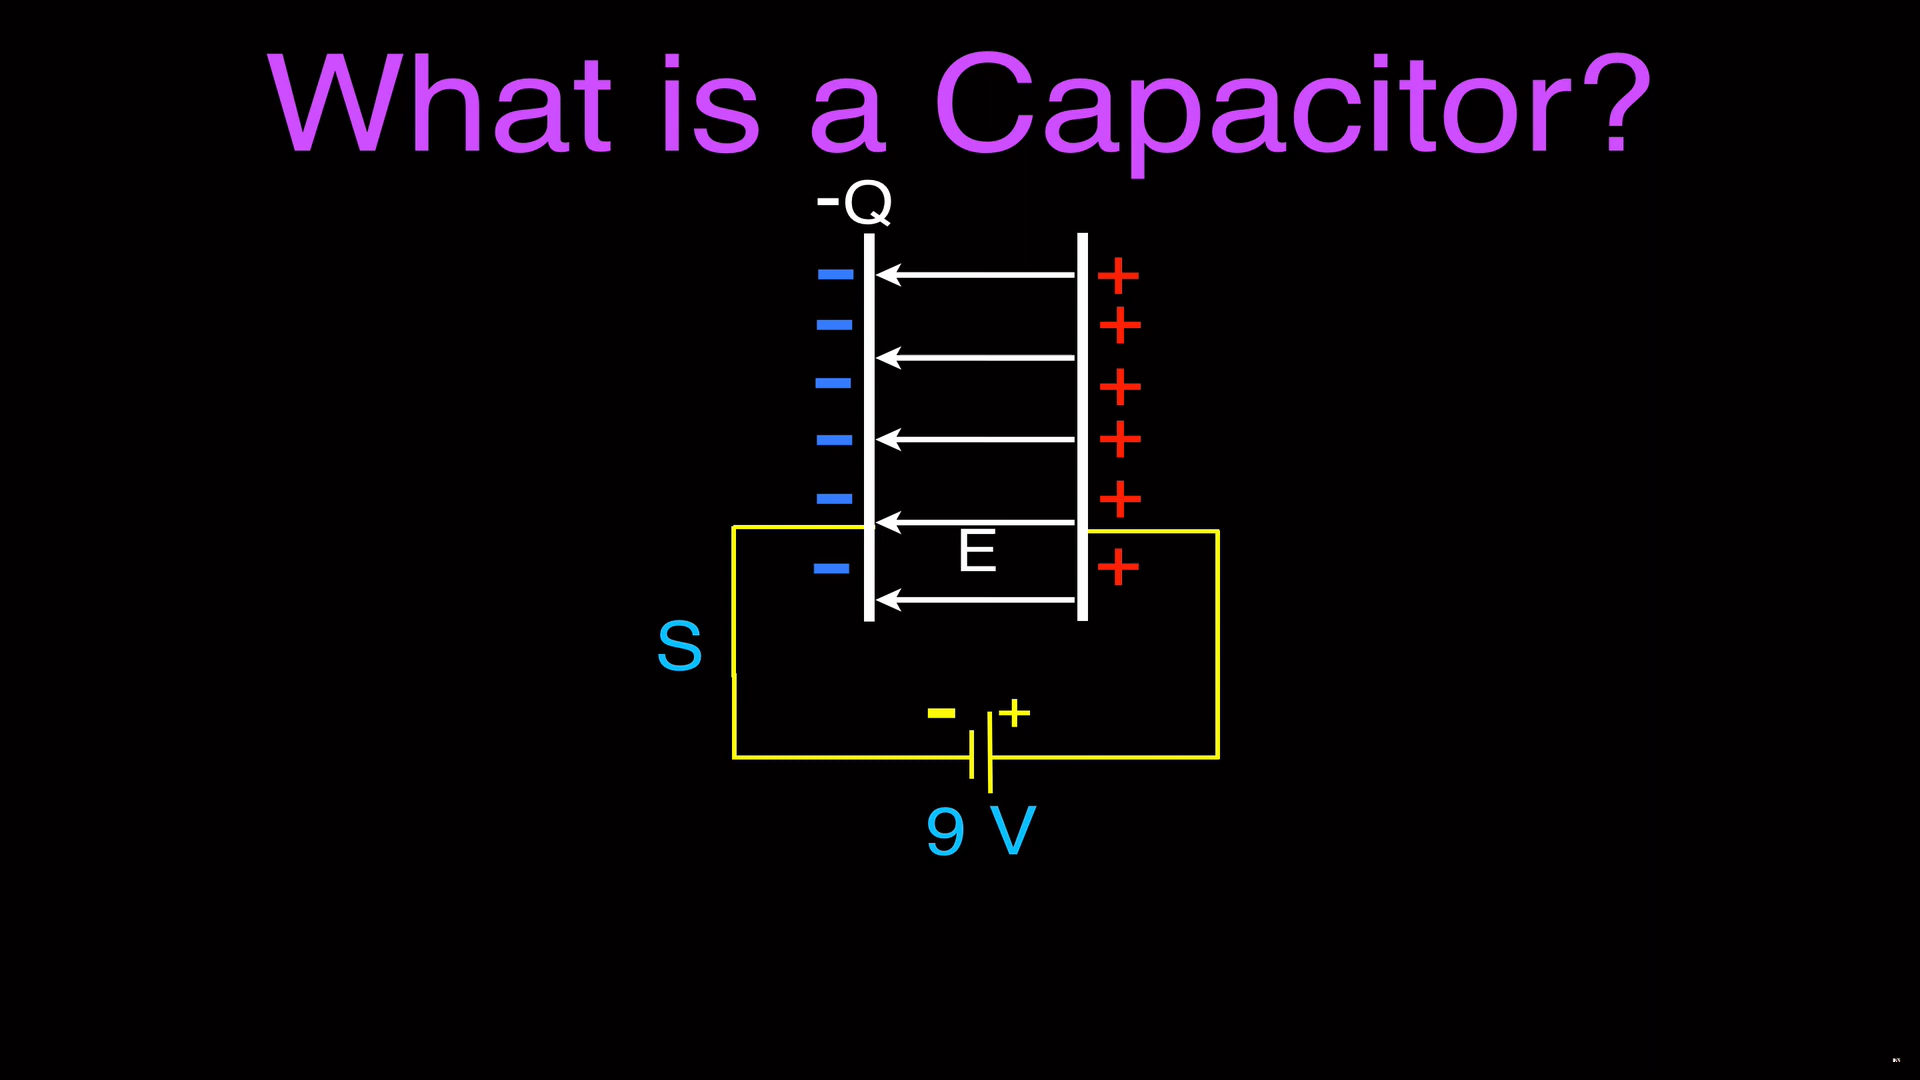 What is a Capacitor?
-Q
− +
− +
− +
− +
− +
E
− +
S
- +
9 V